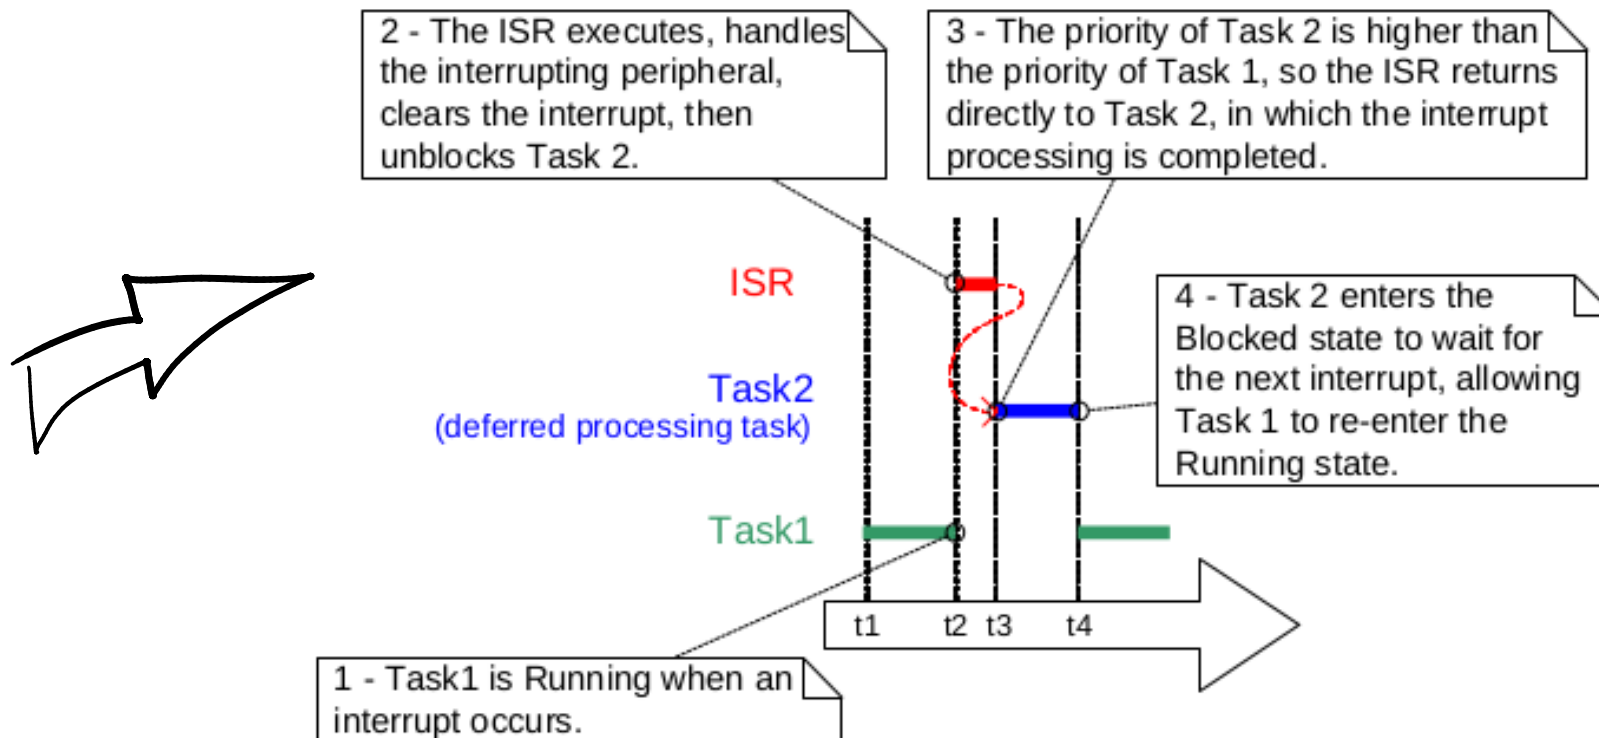 2 - The ISR executes, handles
the interrupting peripheral,
clears the interrupt, then
unblocks Task 2.
3 - The priority of Task 2 is higher than
the priority of Task 1, so the ISR returns
directly to Task 2, in which the interrupt
processing is completed.
ISR
4 - Task 2 enters the
Blocked state to wait for
the next interrupt, allowing
Task 1 to re-enter the
Running state.
Task2
(deferred processing task)
Task1
t1 t2 t3 t4
1 - Task1 is Running when an
interrupt occurs.